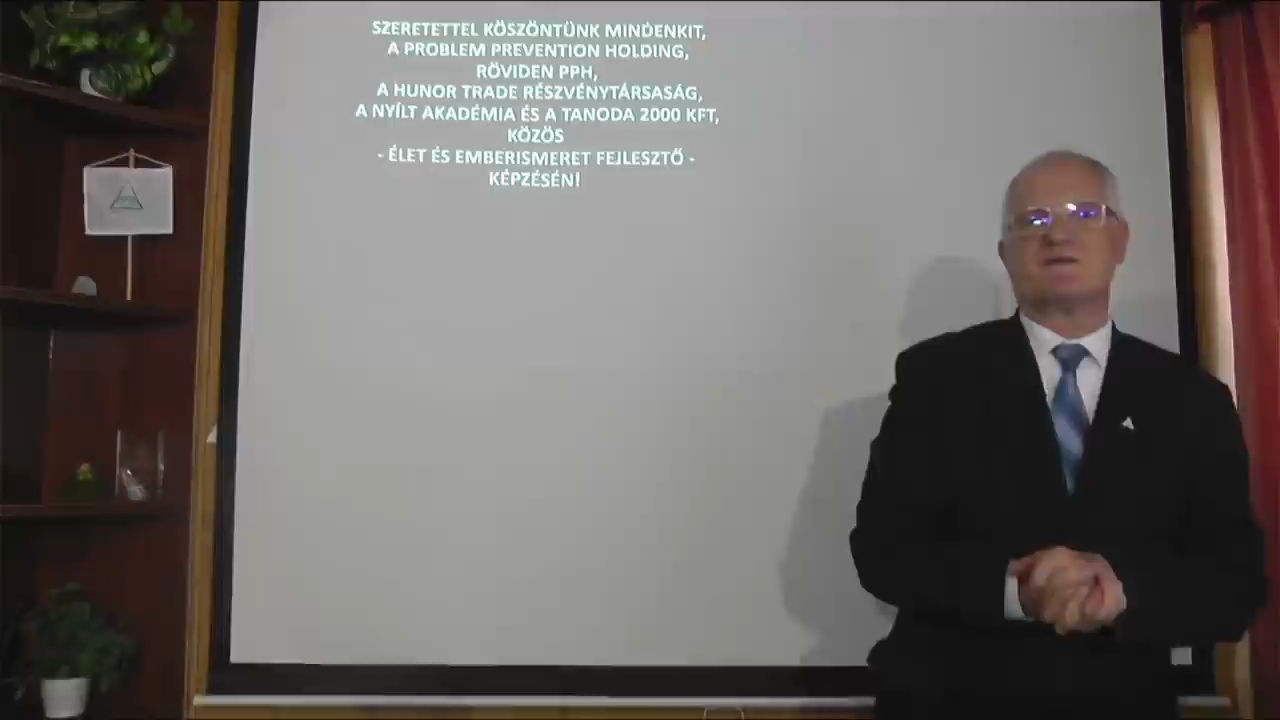 SZERETETTEL KÖSZÖNTÜNK MINDENKIT,
A PROBLEM PREVENTION HOLDING,
RÖVIDEN PPH,
A HUNOR TRADE RÉSZVÉNYTÁRSASÁG,
A NYÍLT AKADÉMIA ÉS A TANODA 2000 KFT,
KÖZÖS
- ÉLET ÉS EMBERISMERET FEJLESZTŐ -
KÉPZÉSÉN!